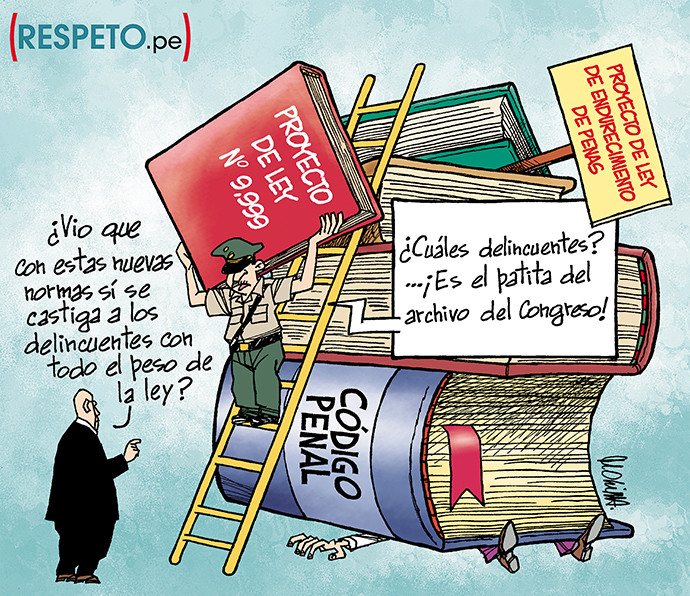 (RESPETO.pe)
PROYECTO DE LEY
DE ENDIRECIMIENTO
DE PENAS
PROYECTO
DE LEY
Nº 9,999
¿Vio que
con estas nuevas
normas sí se
castiga a los
delincuentes con
todo el peso de
la ley?
¿Cuáles delincuentes?
...¡Es el patita del
archivo del Congreso!
CÓDIGO
PENAL